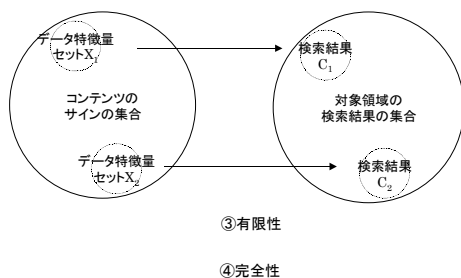 データ特徴量
セットX1
コンテンツの
サインの集合
データ特徴量
セットX2
検索結果
C1
対象領域の
検索結果の集合
検索結果
C2
③有限性
④完全性